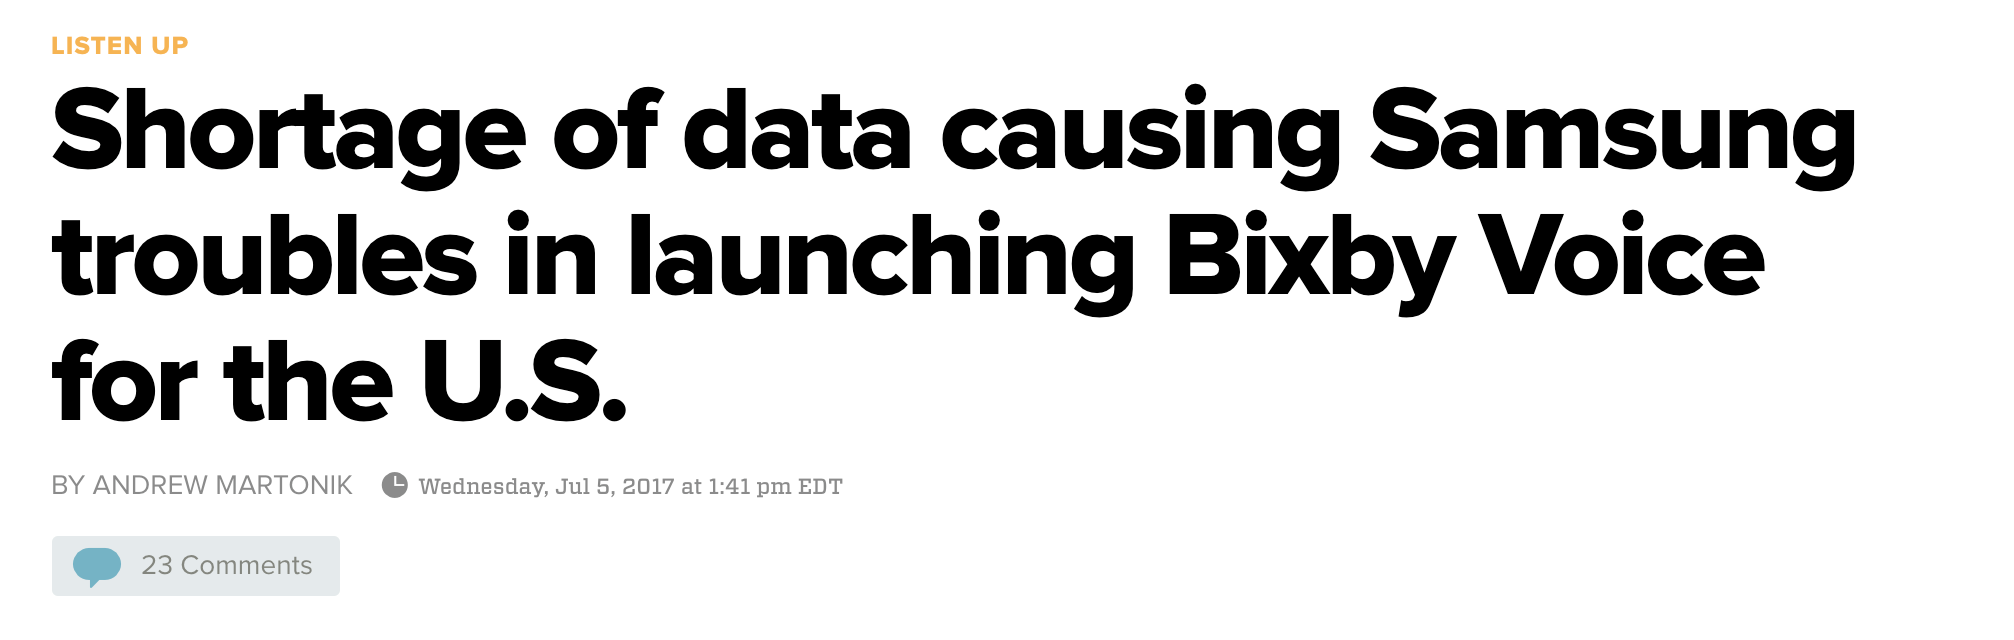 LISTEN UP
Shortage of data causing Samsung
troubles in launching Bixby Voice
for the U.S.
BY ANDREW MARTONIK Wednesday, Jul 5, 2017 at 1:41 pm EDT
23 Comments